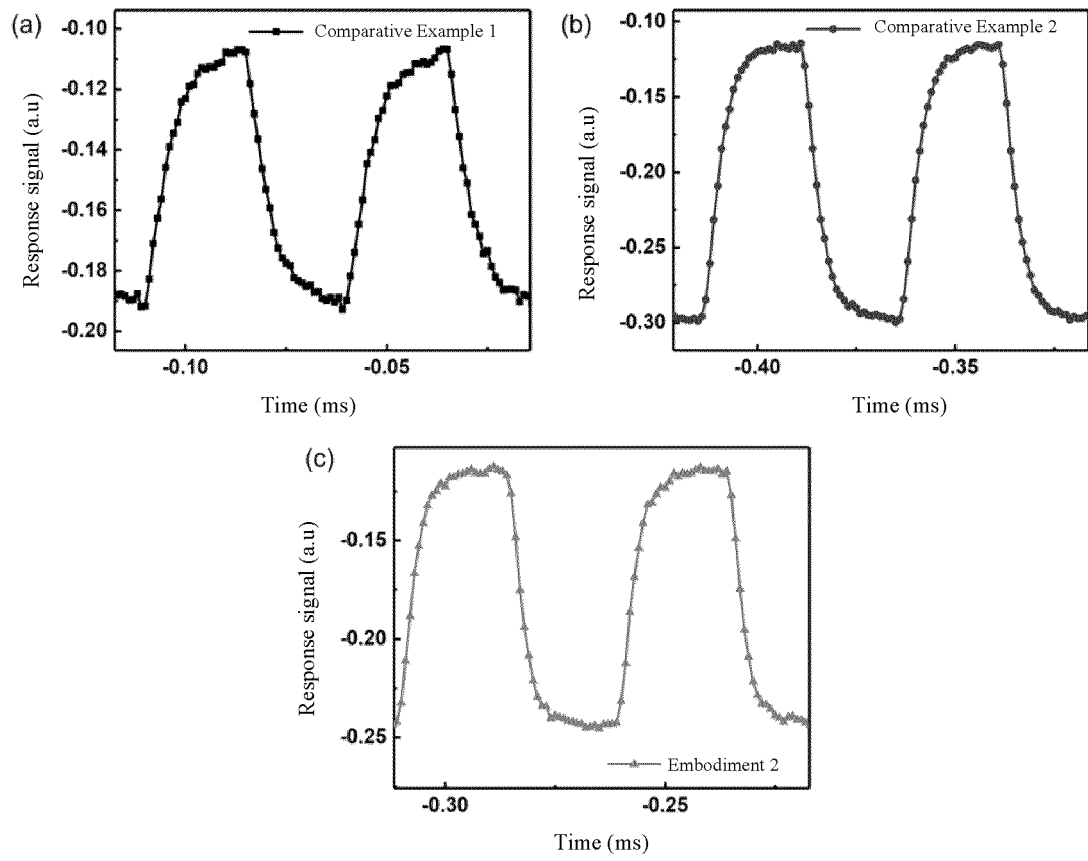 (a)
Comparative Example 1
-0.10
-0.12
-0.14
-0.16
-0.18
-0.20
Response signal (a.u)
-0.10
-0.05
Time (ms)
(b)
Comparative Example 2
-0.10
-0.15
-0.20
-0.25
-0.30
Response signal (a.u)
-0.40
-0.35
Time (ms)
(c)
-0.15
-0.20
-0.25
Response signal (a.u)
Embodiment 2
-0.30
-0.25
Time (ms)